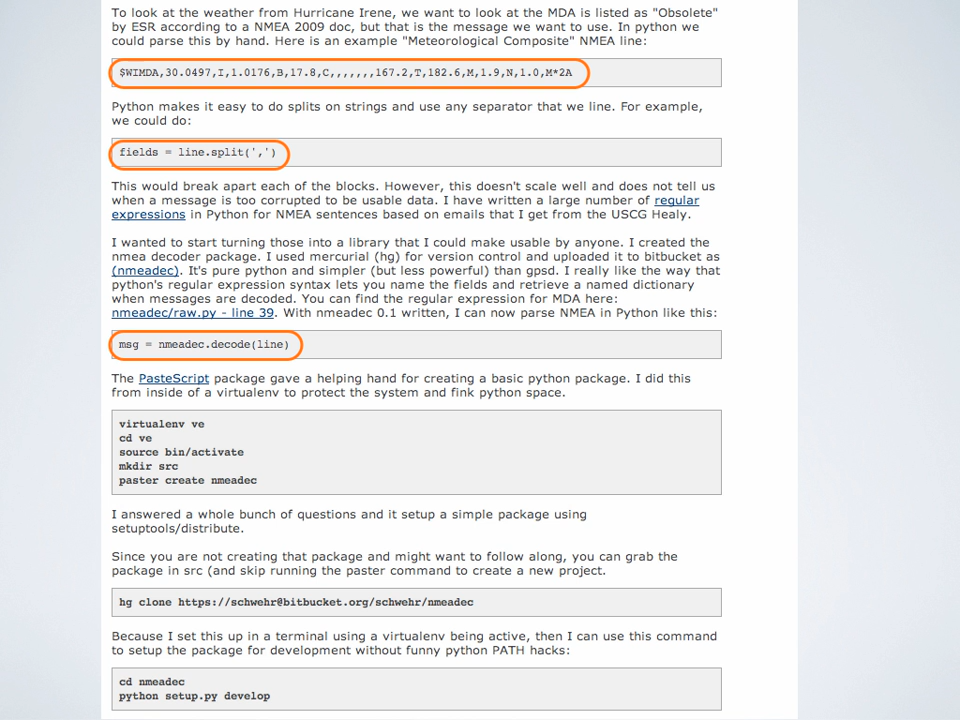 To look at the weather from Hurricane Irene, we want to look at the MDA is listed as "Obsolete"
by ESR according to a NMEA 2009 doc, but that is the message we want to use. In python we
could parse this by hand. Here is an example "Meteorological Composite" NMEA line:
$WIMDA,30.0497,I,1.0176,B,17.8,C,,,,,,,167.2,T,182.6,M,1.9,N,1.0,M*2A
Python makes it easy to do splits on strings and use any separator that we line. For example,
we could do:
fields = line.split(',')
This would break apart each of the blocks. However, this doesn't scale well and does not tell us
when a message is too corrupted to be usable data. I have written a large number of regular
expressions in Python for NMEA sentences based on emails that I get from the USCG Healy.
I wanted to start turning those into a library that I could make usable by anyone. I created the
nmea decoder package. I used mercurial (hg) for version control and uploaded it to bitbucket as
(nmeadec). It's pure python and simpler (but less powerful) than gpsd. I really like the way that
python's regular expression syntax lets you name the fields and retrieve a named dictionary
when messages are decoded. You can find the regular expression for MDA here:
nmeadec/raw.py - line 39. With nmeadec 0.1 written, I can now parse NMEA in Python like this:
msg = nmeadec.decode(line)
The PasteScript package gave a helping hand for creating a basic python package. I did this
from inside of a virtualenv to protect the system and fink python space.
virtualenv ve
cd ve
source bin/activate
mkdir src
paster create nmeadec
I answered a whole bunch of questions and it setup a simple package using
setuptools/distribute.
Since you are not creating that package and might want to follow along, you can grab the
package in src (and skip running the paster command to create a new project.
hg clone https://schwehr@bitbucket.org/schwehr/nmeadec
Because I set this up in a terminal using a virtualenv being active, then I can use this command
to setup the package for development without funny python PATH hacks:
cd nmeadec
python setup.py develop